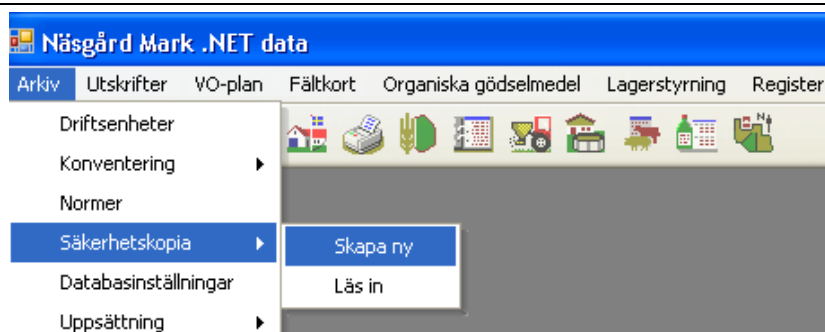 Näsgård Mark .NET data
Arkiv Utskrifter VO-plan Fältkort Organiska gödselmedel Lagerstyrning Register
Driftsenheter
Konventering
Normer
Säkerhetskopia
Skapa ny
Databasinställningar
Läs in
Uppsättning